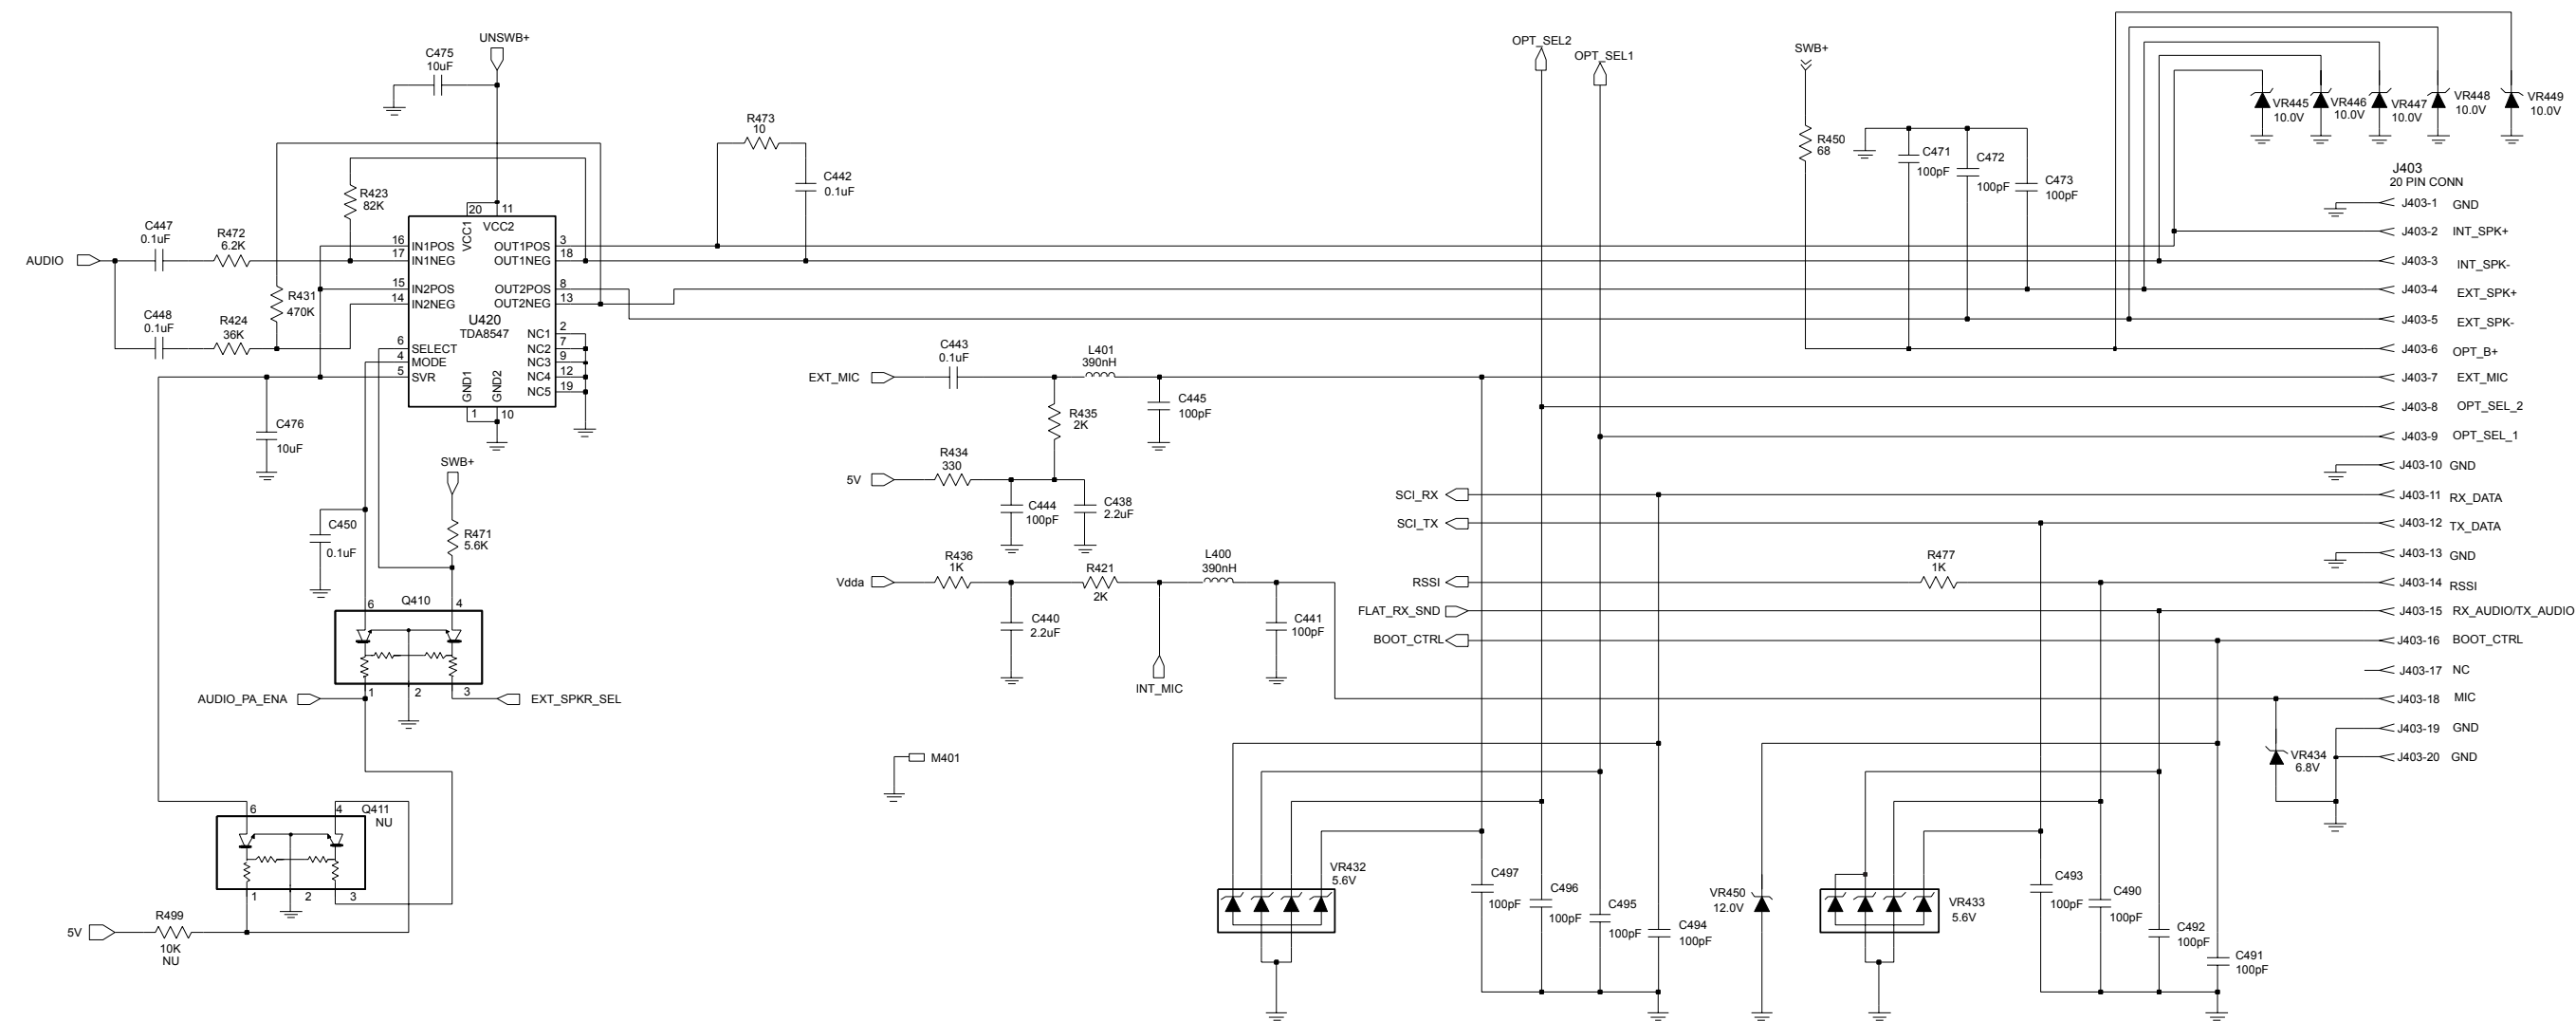 UNSWB+
C475
10uF
R473
10
C442
0.1uF
R423
82K
C447
0.1uF
R472
6.2K
AUDIO
C448
0.1uF
R424
36K
R431
470K
20
11
VCC1
VCC2
16
IN1POS
17
IN1NEG
15
IN2POS
14
IN2NEG
OUT1POS
3
OUT1NEG
18
OUT2POS
8
OUT2NEG
13
U420
TDA8547
NC1
2
NC2
7
NC3
9
NC4
12
NC5
19
6
SELECT
4
MODE
5
SVR
GND1
GND2
1
10
C476
10uF
SWB+
R471
5.6K
C450
0.1uF
Q410
6
4
1
2
3
AUDIO_PA_ENA
EXT_SPKR_SEL
Q411
NU
6
4
1
2
3
5V
R499
10K
NU
EXT_MIC
C443
0.1uF
L401
390nH
C445
100pF
R435
2K
5V
R434
330
C444
100pF
C438
2.2uF
Vdda
R436
1K
R421
2K
L400
390nH
C440
2.2uF
C441
100pF
INT_MIC
M401
OPT_SEL2
OPT_SEL1
SWB+
R450
68
C471
100pF
C472
100pF
C473
100pF
VR445
10.0V
VR446
10.0V
VR447
10.0V
VR448
10.0V
VR449
10.0V
J403
20 PIN CONN
J403-1 GND
J403-2 INT_SPK+
J403-3 INT_SPK-
J403-4 EXT_SPK+
J403-5 EXT_SPK-
J403-6 OPT_B+
J403-7 EXT_MIC
J403-8 OPT_SEL_2
J403-9 OPT_SEL_1
J403-10 GND
J403-11 RX_DATA
J403-12 TX_DATA
J403-13 GND
J403-14 RSSI
J403-15 RX_AUDIO/TX_AUDIO
J403-16 BOOT_CTRL
J403-17 NC
J403-18 MIC
J403-19 GND
J403-20 GND
SCI_RX
SCI_TX
RSSI
R477
1K
FLAT_RX_SND
BOOT_CTRL
VR434
6.8V
VR432
5.6V
C497
100pF
C496
100pF
C495
100pF
C494
100pF
VR450
12.0V
VR433
5.6V
C493
100pF
C490
100pF
C492
100pF
C491
100pF